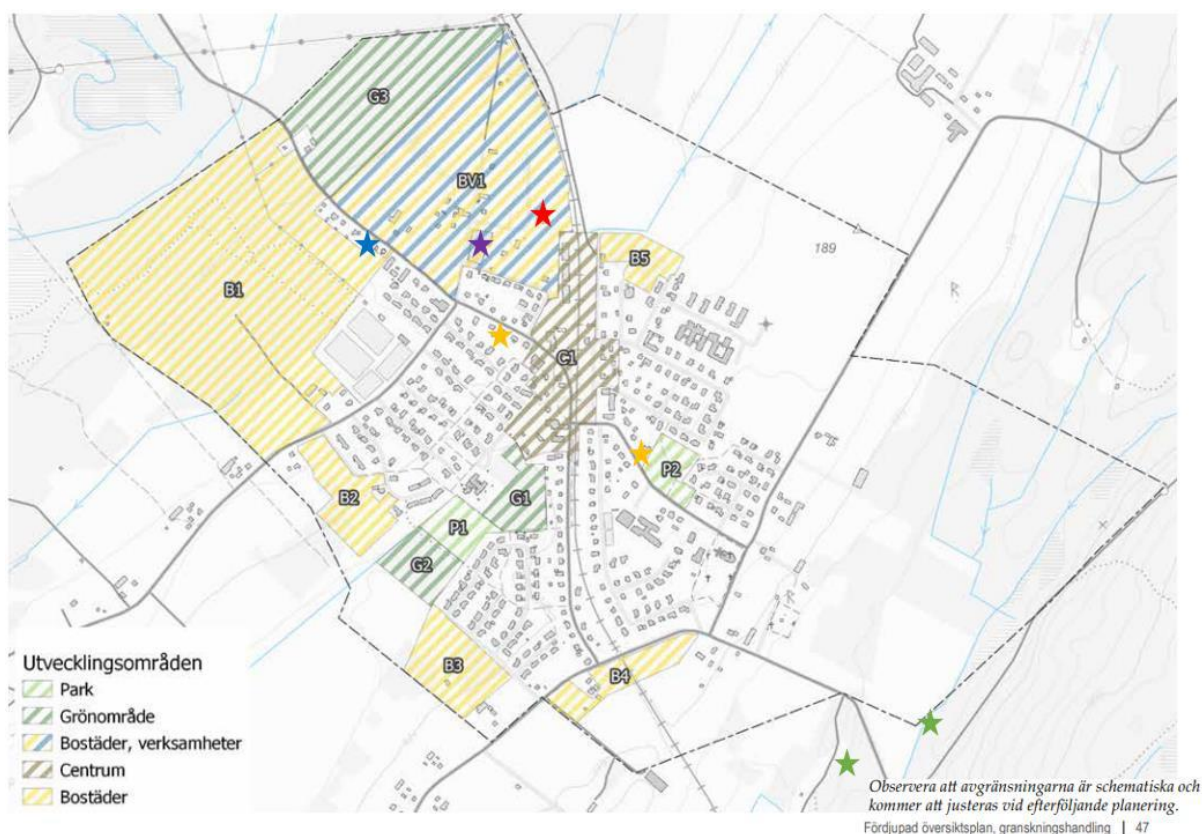 G3
BV1
189
B5
B1
C1
P2
B2
G1
P1
G2
B3
B4
Utvecklingsområden
Park
Grönområde
Bostäder, verksamheter
Centrum
Bostäder
Observera att avgränsningarna är schematiska och
kommer att justeras vid efterföljande planering.
Fördjupad översiktsplan, granskningshandling | 47